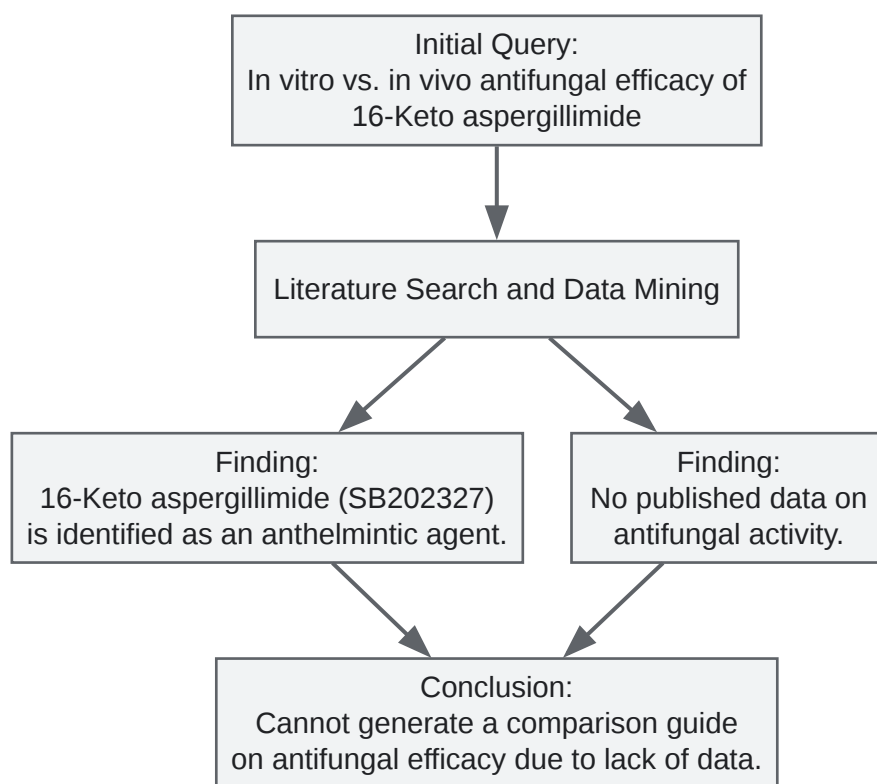 Initial Query:
In vitro vs. in vivo antifungal efficacy of
16-Keto aspergillimide
Literature Search and Data Mining
Finding:
16-Keto aspergillimide (SB202327)
is identified as an anthelmintic agent.
Finding:
No published data on
antifungal activity.
Conclusion:
Cannot generate a comparison guide
on antifungal efficacy due to lack of data.